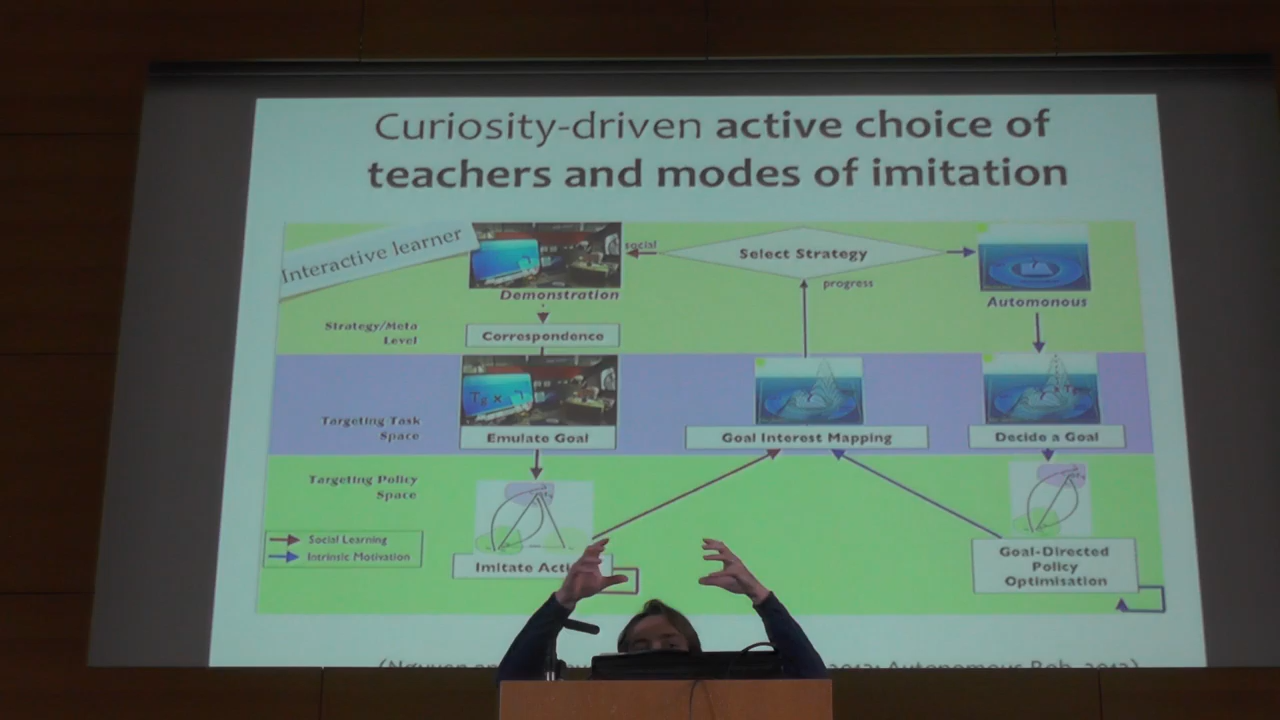 Curiosity-driven active choice of
teachers and modes of imitation
Interactive learner
social
Select Strategy
progress
Demonstration
Automonous
Strategy/Meta
Level
Correspondence
Targeting Task
Space
Emulate Goal
Goal Interest Mapping
Decide a Goal
Targeting Policy
Space
Social Learning
Intrinsic Motivation
Imitate
Goal-Directed
Policy
Optimisation